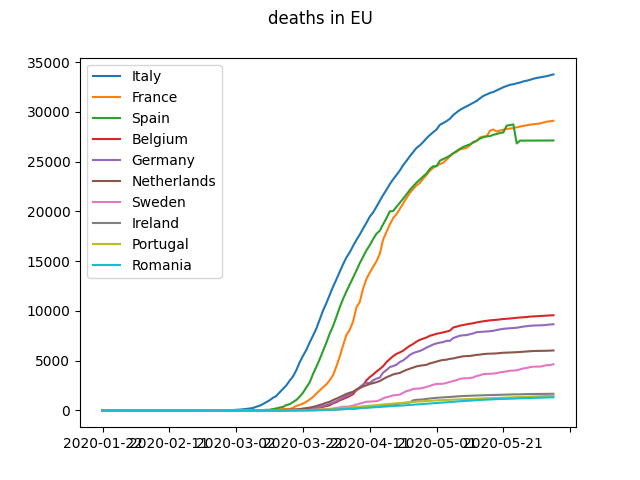 deaths in EU
35000
30000
25000
20000
15000
10000
5000
0
Italy
France
Spain
Belgium
Germany
Netherlands
Sweden
Ireland
Portugal
Romania
2020-01-22 2020-02-11 2020-03-02 2020-03-22 2020-04-11 2020-05-01 2020-05-21